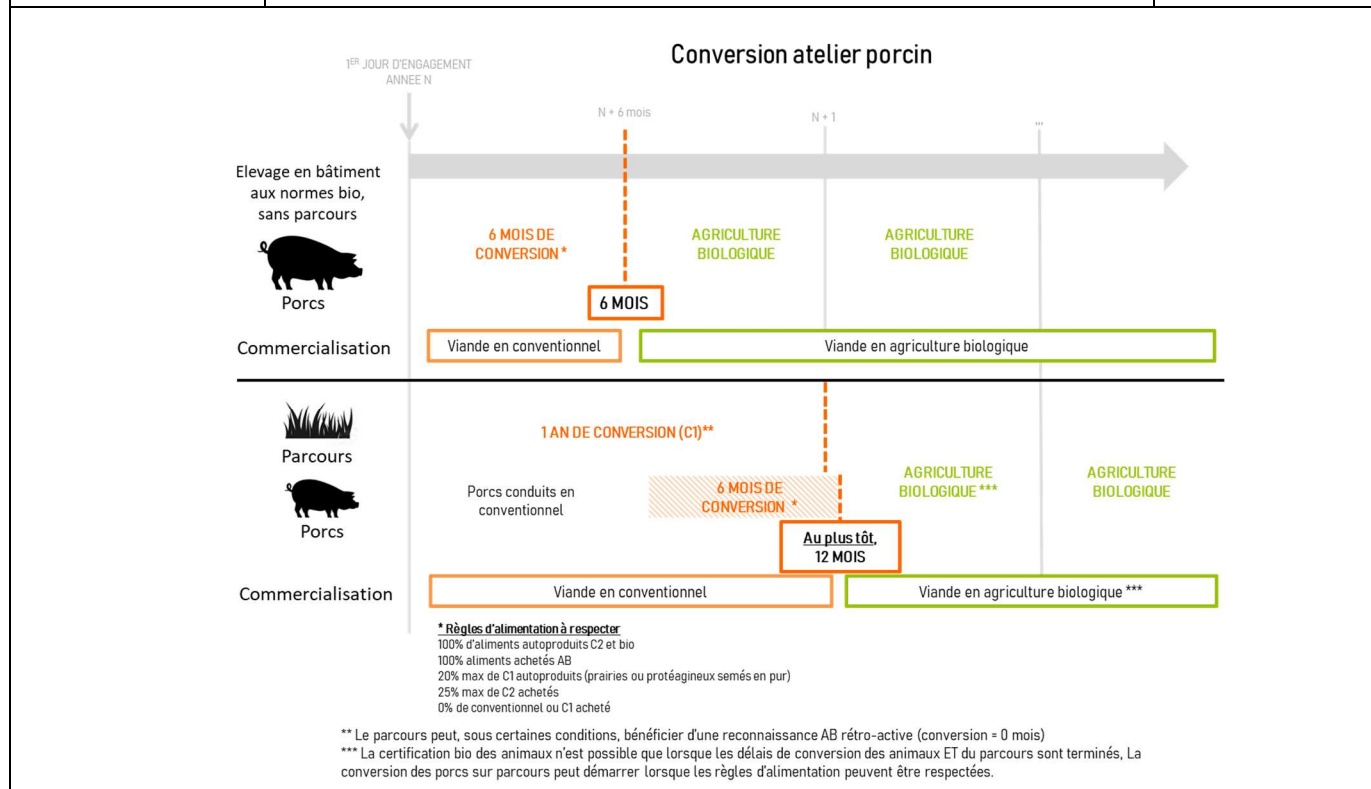 Conversion atelier porcin
1ER JOUR D'ENGAGEMENT
ANNEE N
N + 6 mois
N + 1
,,,
Elevage en bâtiment
aux normes bio,
sans parcours
Porcs
6 MOIS DE
CONVERSION *
AGRICULTURE
BIOLOGIQUE
AGRICULTURE
BIOLOGIQUE
6 MOIS
Commercialisation
Viande en conventionnel
Viande en agriculture biologique
Parcours
1 AN DE CONVERSION (C1)**
Porcs
Porcs conduits en
conventionnel
6 MOIS DE
CONVERSION *
AGRICULTURE
BIOLOGIQUE ***
AGRICULTURE
BIOLOGIQUE
Au plus tôt,
12 MOIS
Commercialisation
Viande en conventionnel
Viande en agriculture biologique ***
* Règles d'alimentation à respecter
100% d'aliments autoproduits C2 et bio
100% aliments achetés AB
20% max de C1 autoproduits (prairies ou protéagineux semés en pur)
25% max de C2 achetés
0% de conventionnel ou C1 acheté
** Le parcours peut, sous certaines conditions, bénéficier d'une reconnaissance AB rétro-active (conversion = 0 mois)
*** La certification bio des animaux n'est possible que lorsque les délais de conversion des animaux ET du parcours sont terminés, La
conversion des porcs sur parcours peut démarrer lorsque les règles d'alimentation peuvent être respectées.